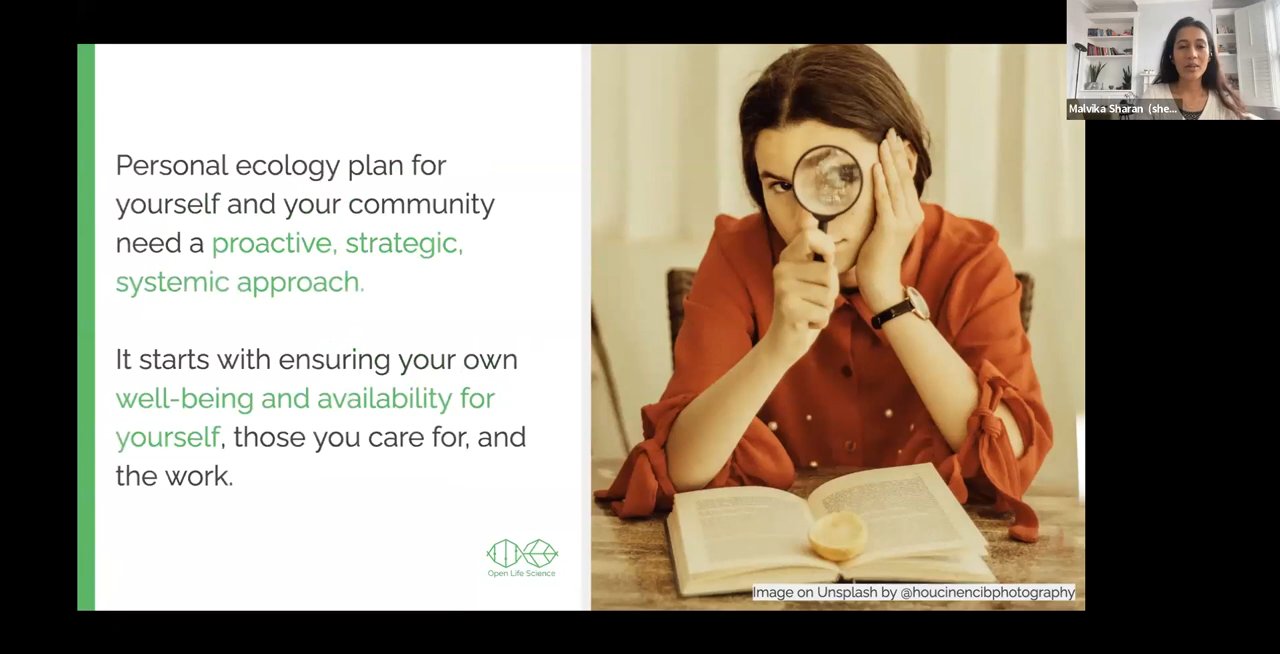 Malvika Sharan (she...
Personal ecology plan for
yourself and your community
need a proactive, strategic,
systemic approach.
It starts with ensuring your own
well-being and availability for
yourself, those you care for, and
the work.
Open Life Science
Image on Unsplash by @houcinencibphotography